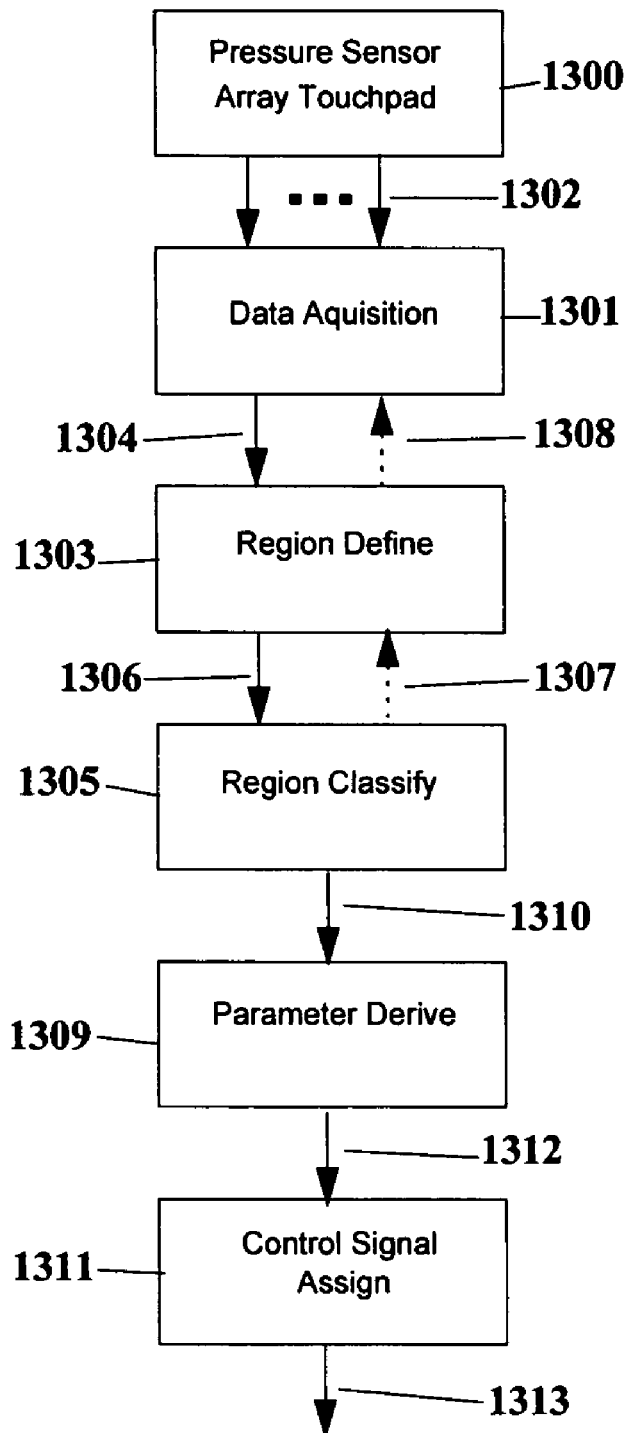 Pressure Sensor
Array Touchpad
1300
1302
Data Aquisition
1301
1304
1308
Region Define
1303
1306
1307
Region Classify
1305
1310
Parameter Derive
1309
1312
Control Signal
Assign
1311
1313